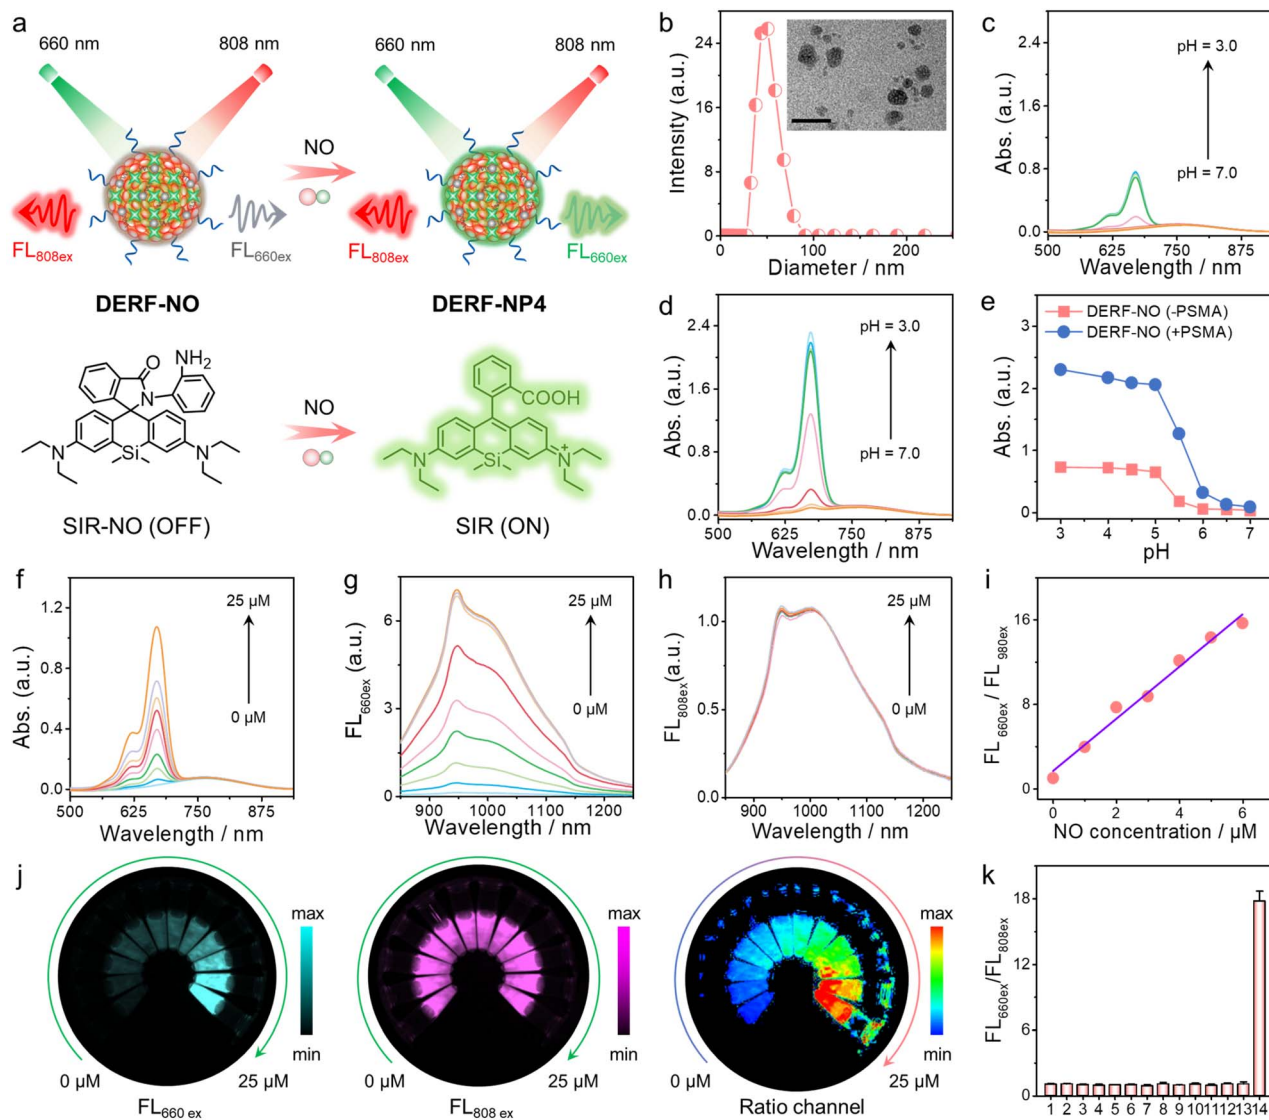 a
660 nm
808 nm
660 nm
808 nm
NO
FL808ex
FL660ex
FL808ex
FL660ex
DERF-NO
DERF-NP4
O
NH2
N
N
Si
N
NO
COOH
N
Si
N+
SIR-NO (OFF)
SIR (ON)
b
Intensity (a.u.)
24
16
8
0
0
100
200
Diameter / nm
c
Abs. (a.u.)
2.4
1.6
0.8
0.0
pH = 3.0
pH = 7.0
500
625
750
875
Wavelength / nm
d
Abs. (a.u.)
2.4
1.6
0.8
0.0
pH = 3.0
pH = 7.0
500
625
750
875
Wavelength / nm
e
Abs. (a.u.)
3
2
1
0
DERF-NO (-PSMA)
DERF-NO (+PSMA)
3
4
5
6
7
pH
f
Abs. (a.u.)
1.2
0.8
0.4
0.0
25 µM
0 µM
500
625
750
875
Wavelength / nm
g
FL660ex (a.u.)
6
3
0
25 µM
0 µM
900
1000
1100
1200
Wavelength / nm
h
FL808ex(a.u.)
1.0
0.5
0.0
25 µM
0 µM
900
1000
1100
1200
Wavelength / nm
i
FL660ex / FL980ex
16
8
0
0
2
4
6
NO concentration / µM
j
max
min
0 µM
25 µM
FL660 ex
max
min
0 µM
25 µM
FL808 ex
max
min
0 µM
25 µM
Ratio channel
k
FL660ex/FL808ex
18
12
6
0
1 2 3 4 5 6 7 8 9 1011121314